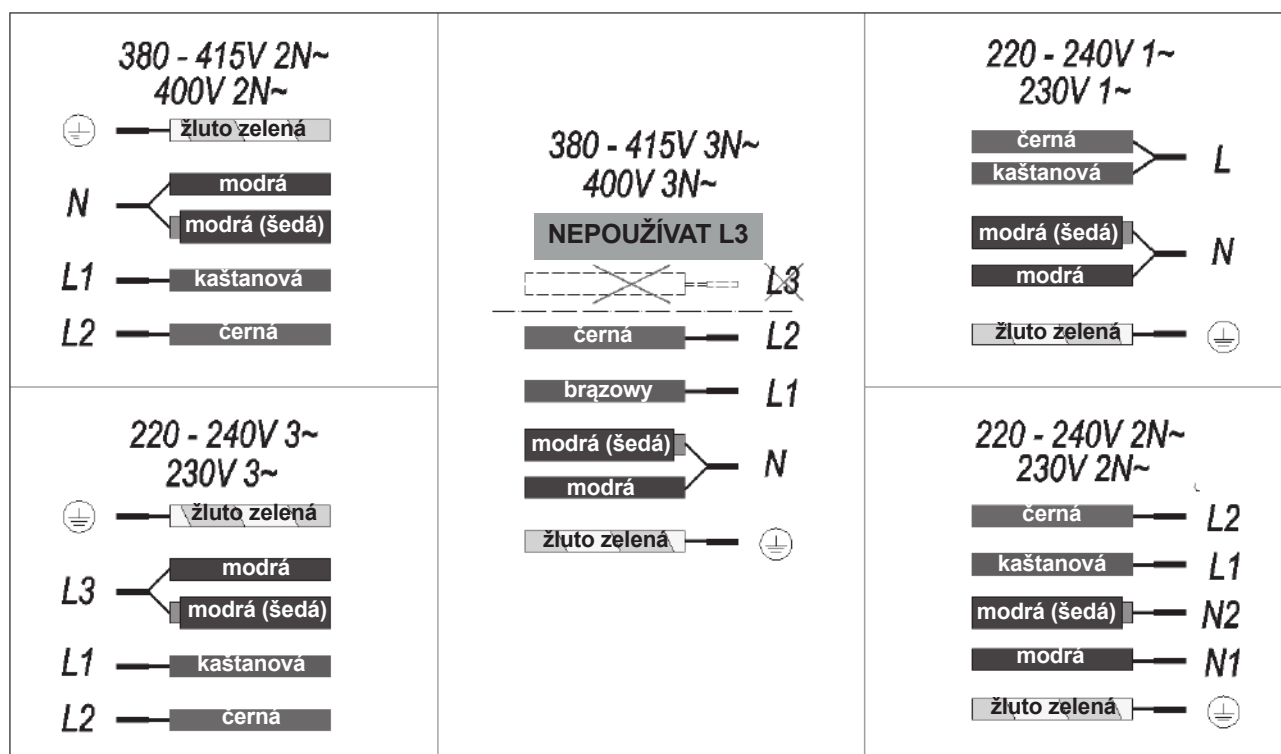 380 - 415V 2N~
400V 2N~
žluto zelená
N
modrá
modrá (šedá)
L1 kaštanová
L2 černá
220 - 240V 3~
230V 3~
žluto zelená
L3
modrá
modrá (šedá)
L1 kaštanová
L2 černá
380 - 415V 3N~
400V 3N~
NEPOUŽÍVAT L3
L3
černá L2
brązowy L1
modrá (šedá)
N
modrá
žluto zelená
220 - 240V 1~
230V 1~
černá
L
kaštanová
modrá (šedá)
N
modrá
žluto zelená
220 - 240V 2N~
230V 2N~
černá L2
kaštanová L1
modrá (šedá) N2
modrá N1
žluto zelená